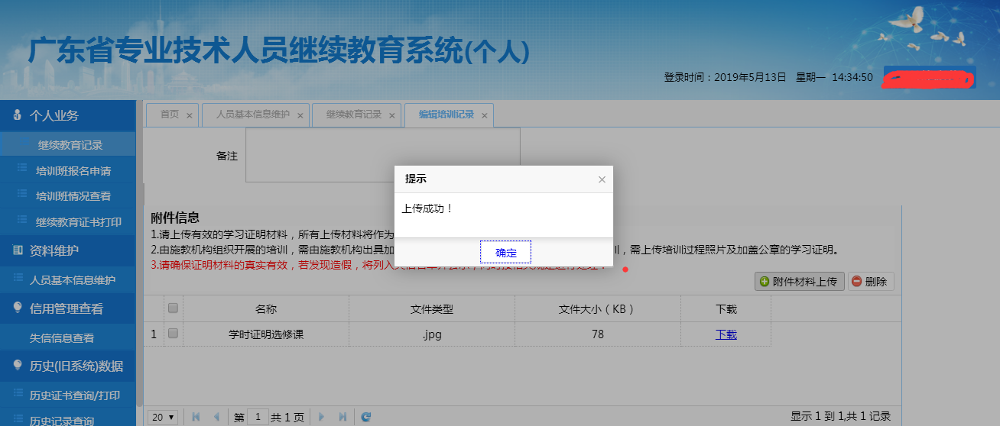 广东省专业技术人员继续教育系统(个人)
登录时间：2019年5月13日 星期一 14:34:50
个人业务
继续教育记录
培训班报名申请
培训班情况查看
继续教育证书打印
资料维护
人员基本信息维护
信用管理查看
失信信息查看
历史(旧系统)数据
历史证书查询/打印
历史记录查询
首页 × 人员基本信息维护 × 继续教育记录 × 编辑培训记录 ×
备注
提示 ×
上传成功！
确定
附件信息
1.请上传有效的学习证明材料，所有上传材料将作为
2.由施教机构组织开展的培训，需由施教机构出具加 ，需上传培训过程照片及加盖公章的学习证明。
3.请确保证明材料的真实有效，若发现造假，将列入
附件材料上传 删除
名称 文件类型 文件大小（KB） 下载
1 学时证明选修课 .jpg 78 下载
20 第 1 共 1 页 显示 1 到 1,共 1 记录